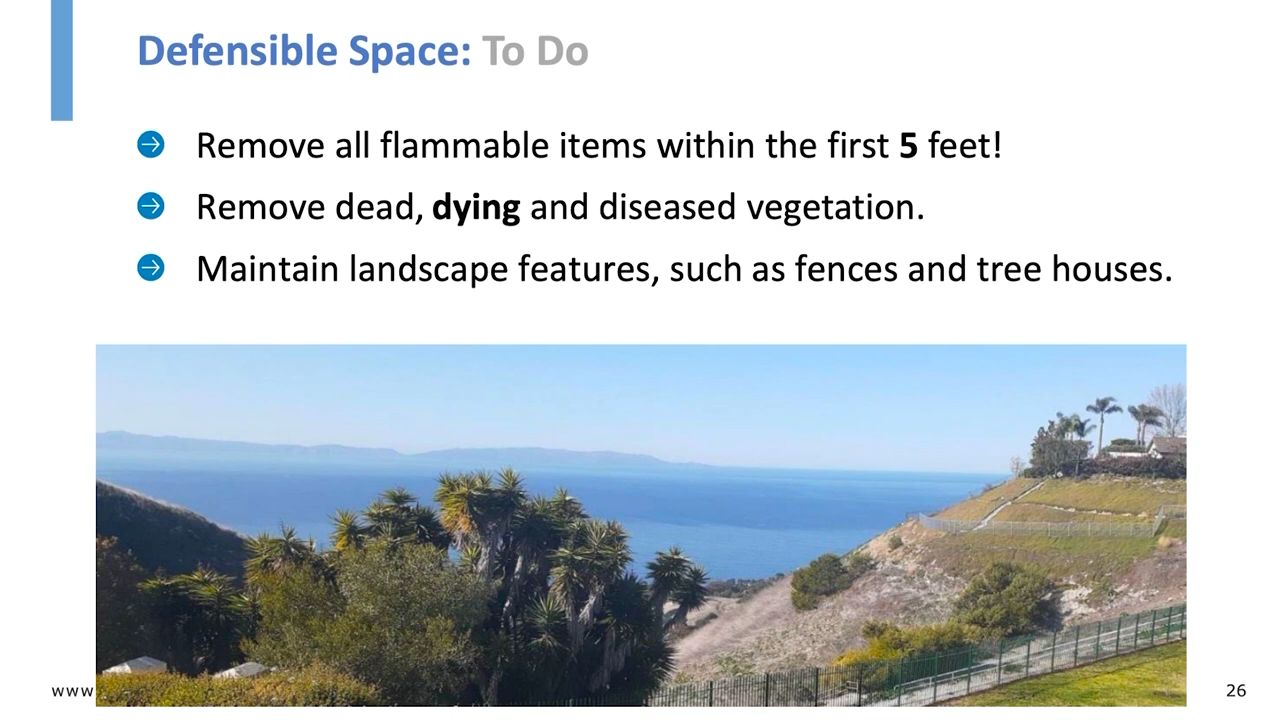 Defensible Space: To Do
Remove all flammable items within the first 5 feet!
Remove dead, dying and diseased vegetation.
Maintain landscape features, such as fences and tree houses.
www
26